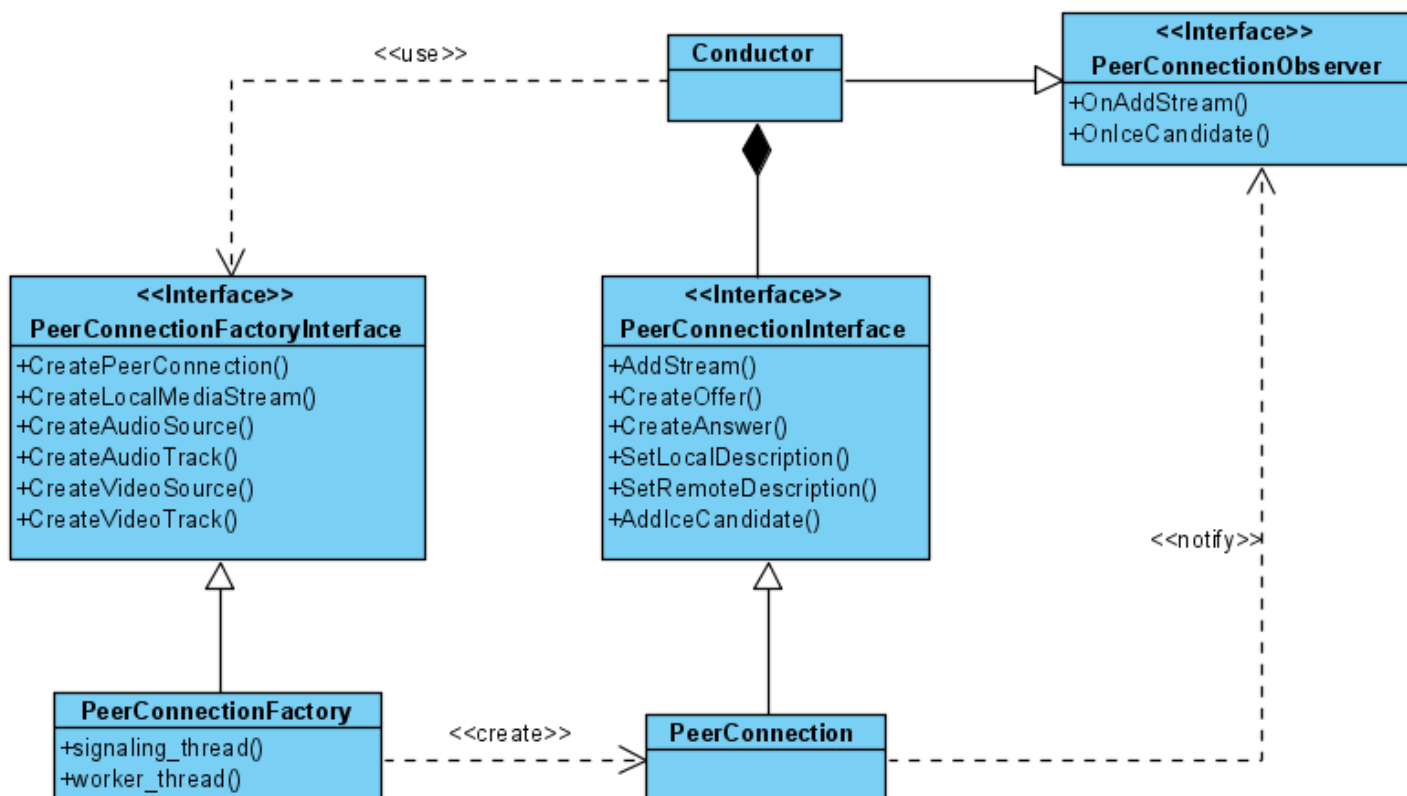 <<use>>
Conductor
<<Interface>>
PeerConnectionObserver
+OnAddStream()
+OnIceCandidate()
<<Interface>>
PeerConnectionFactoryInterface
+CreatePeerConnection()
+CreateLocalMediaStream()
+CreateAudioSource()
+CreateAudioTrack()
+CreateVideoSource()
+CreateVideoTrack()
<<Interface>>
PeerConnectionInterface
+AddStream()
+CreateOffer()
+CreateAnswer()
+SetLocalDescription()
+SetRemoteDescription()
+AddIceCandidate()
<<notify>>
PeerConnectionFactory
+signaling_thread()
+worker_thread()
<<create>>
PeerConnection